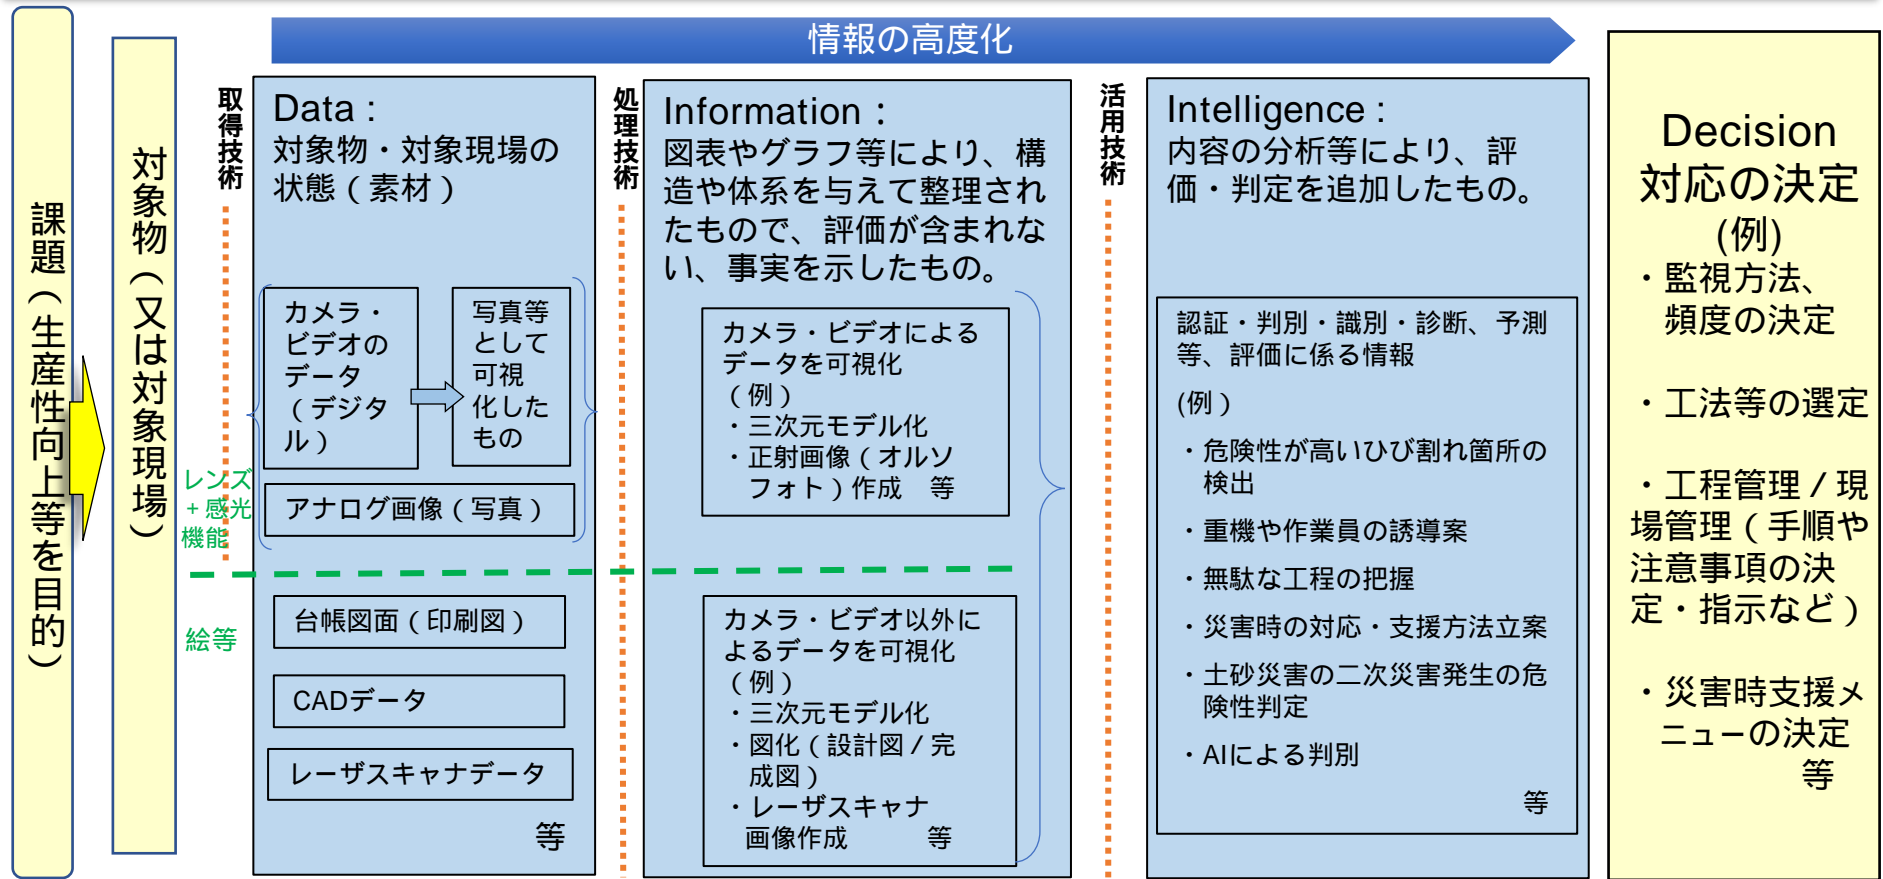 情報の高度化
課題（生産性向上等を目的）
対象物（又は対象現場）
取得技術
Data：
対象物・対象現場の
状態（素材）
カメラ・
ビデオの
データ
（デジタ
ル）
写真等
として
可視
化した
もの
アナログ画像（写真）
レンズ
+感光
機能
絵等
台帳図面（印刷図）
CADデータ
レーザスキャナデータ
等
処理技術
Information：
図表やグラフ等により、構
造や体系を与えて整理され
たもので、評価が含まれな
い、事実を示したもの。
カメラ・ビデオによる
データを可視化
（例）
・三次元モデル化
・正射画像（オルソ
フォト）作成　等
カメラ・ビデオ以外に
よるデータを可視化
（例）
・三次元モデル化
・図化（設計図/完
成図）
・レーザスキャナ
画像作成　等
活用技術
Intelligence：
内容の分析等により、評
価・判定を追加したもの。
認証・判別・識別・診断、予測
等、評価に係る情報
(例）
・危険性が高いひび割れ箇所の
検出
・重機や作業員の誘導案
・無駄な工程の把握
・災害時の対応・支援方法立案
・土砂災害の二次災害発生の危
険性判定
・AIによる判別
等
Decision
対応の決定
(例)
・監視方法、
頻度の決定
・工法等の選定
・工程管理/現
場管理（手順や
注意事項の決
定・指示など）
・災害時支援メ
ニューの決定
等